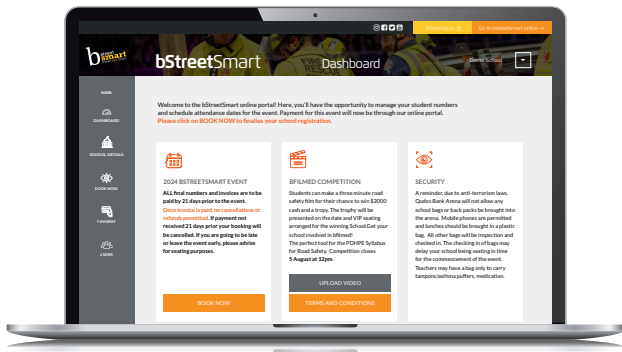 School log in
Go to bstreetsmart online →
b street smart
bStreetSmart
Dashboard
Demo School
MAIN
DASHBOARD
SCHOOL DETAILS
BOOK NOW
PAYMENT
USERS
Welcome to the bStreetSmart online portal! Here, you'll have the opportunity to manage your student numbers
and schedule attendance dates for the event. Payment for this event will now be through our online portal.
Please click on BOOK NOW to finalise your school registration.
2024 BSTREETSMART EVENT
ALL final numbers and invoices are to be
paid by 21 days prior to the event.
Once invoice is paid, no cancellations or
refunds permitted. If payment not
received 21 days prior your booking will
be cancelled. If you are going to be late
or leave the event early, please advise
for seating purposes.
BOOK NOW
BFILMED COMPETITION
Students can make a three minute road
safety film for their chance to win $2000
cash and a tropy. The trophy will be
presented on the date and VIP seating
arranged for the winning School.Get your
school involved in bfilmed!
The perfect tool for the PDHPE Syllabus
for Road Safety. Competition closes
5 August at 12pm.
UPLOAD VIDEO
TERMS AND CONDITIONS
SECURITY
A reminder, due to anti-terrorism laws,
Qudos Bank Arena will not allow any
school bags or back packs be brought into
the arena. Mobile phones are permitted
and lunches should be brought in a plastic
bag. All other bags will be inspection and
checked in. The checking in of bags may
delay your school being seating in time
for the commencement of the event.
Teachers may have a bag only to carry
tampons/asthma puffers, medication.